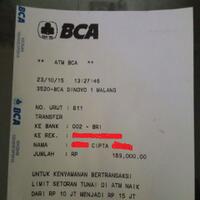 BCA
** ATM BCA **
23/10/15 13:27:46
3520-BCA DINOYO 1 MALANG
NO. URUT : 811
TRANSFER
KE BANK : 002 - BRI
KE REK. :
NAMA : CIPTA
JUMLAH : RP 189,000.00
UNTUK KENYAMANAN BERTRANSAKSI
LIMIT SETORAN TUNAI DI ATM NAIK
DARI RP 10 JT MENJADI RP 15 JT